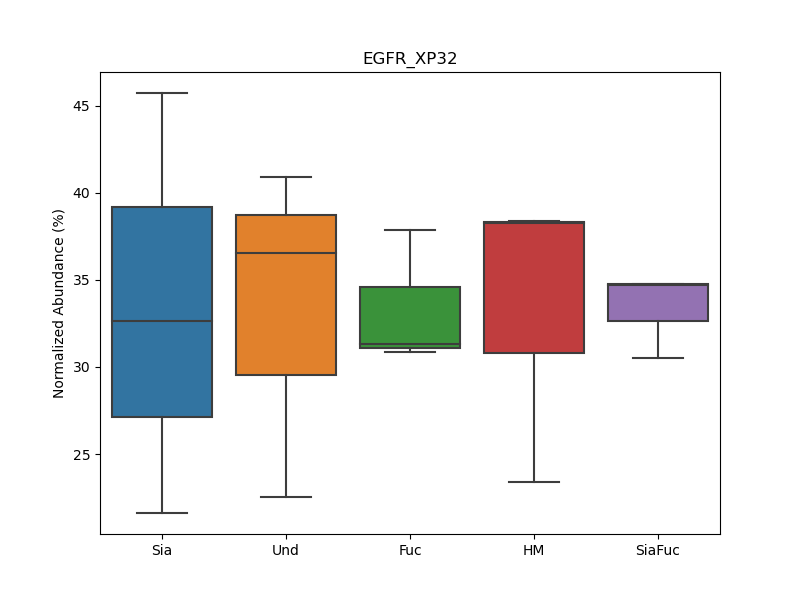 EGFR_XP32
Normalized Abundance (%)
45
40
35
30
25
Sia
Und
Fuc
HM
SiaFuc